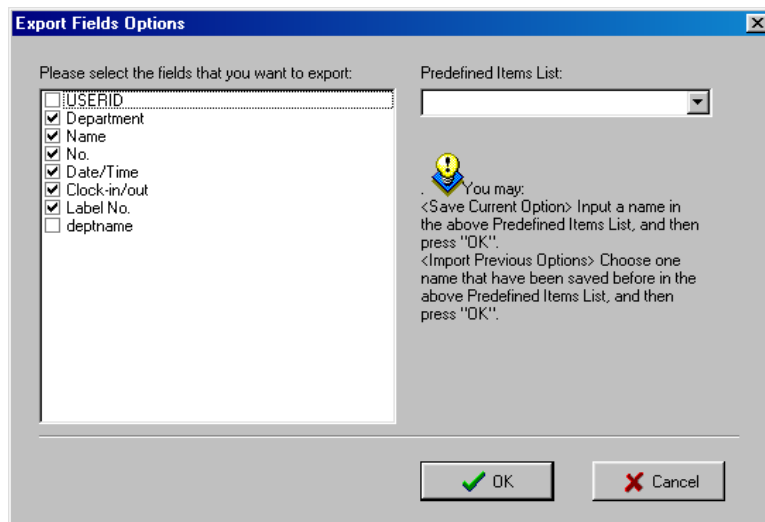 Export Fields Options
Please select the fields that you want to export:
USERID
Department
Name
No.
Date/Time
Clock-in/out
Label No.
deptname
Predefined Items List:
. You may:
<Save Current Option> Input a name in
the above Predefined Items List, and then
press "OK".
<Import Previous Options> Choose one
name that have been saved before in the
above Predefined Items List, and then
press "OK".
OK
Cancel